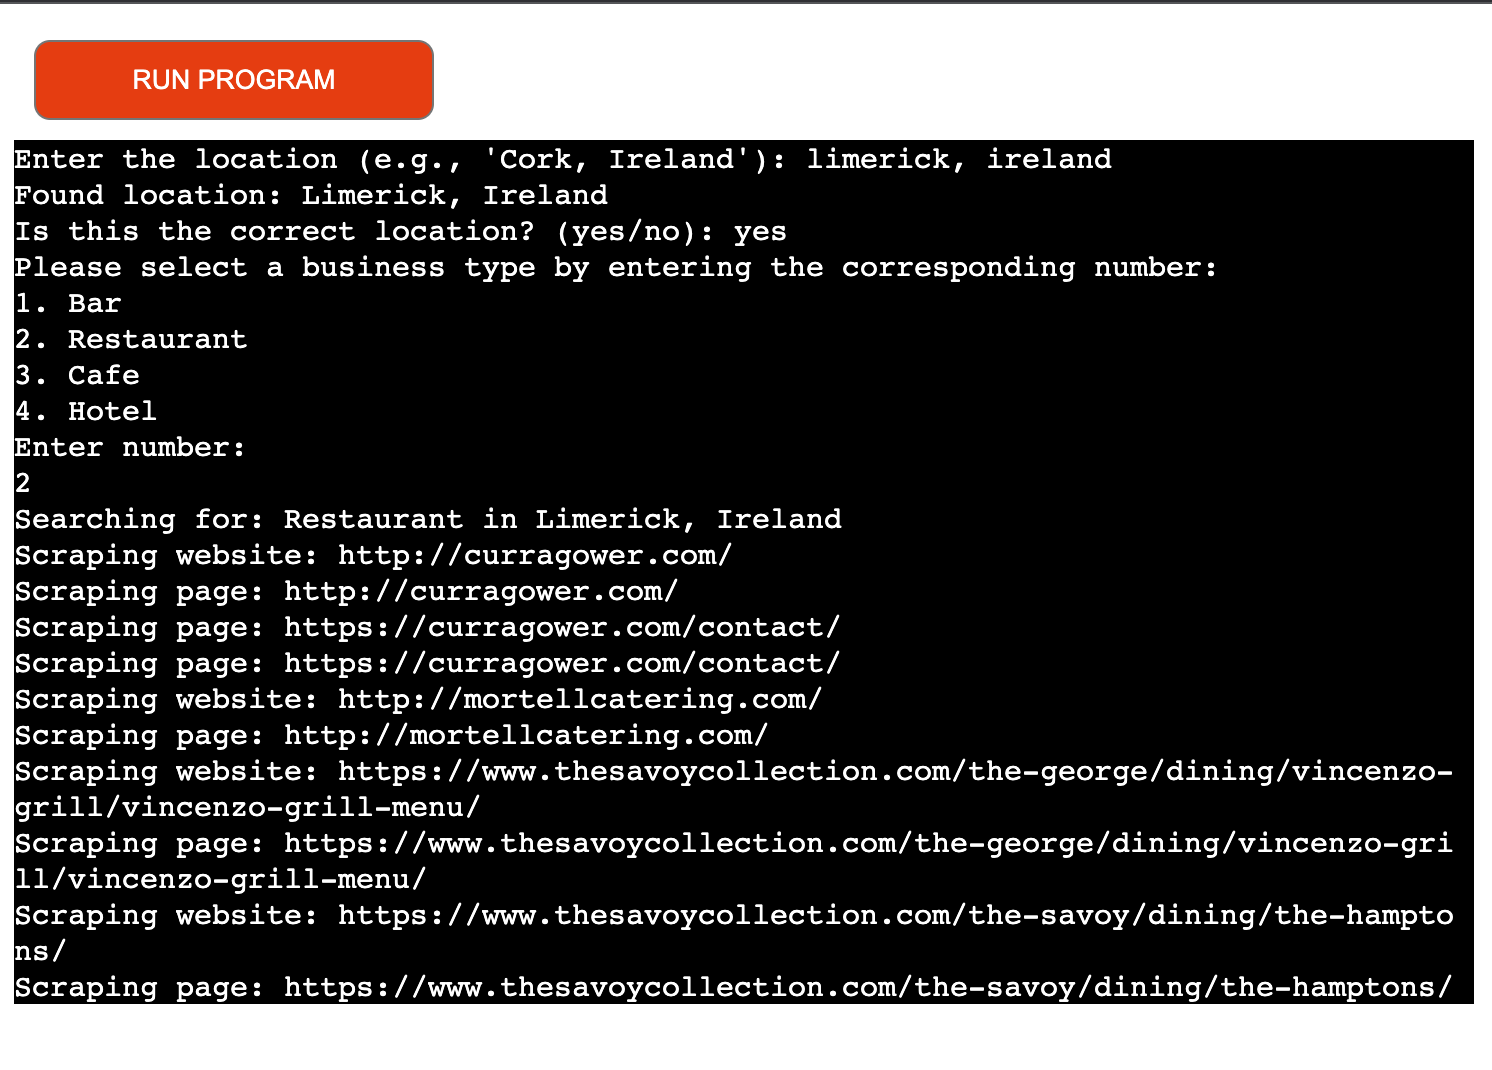 RUN PROGRAM
Enter the location (e.g., 'Cork, Ireland'): limerick, ireland
Found location: Limerick, Ireland
Is this the correct location? (yes/no): yes
Please select a business type by entering the corresponding number:
1. Bar
2. Restaurant
3. Cafe
4. Hotel
Enter number:
2
Searching for: Restaurant in Limerick, Ireland
Scraping website: http://curragower.com/
Scraping page: http://curragower.com/
Scraping page: https://curragower.com/contact/
Scraping page: https://curragower.com/contact/
Scraping website: http://mortellcatering.com/
Scraping page: http://mortellcatering.com/
Scraping website: https://www.thesavoycollection.com/the-george/dining/vincenzo-
grill/vincenzo-grill-menu/
Scraping page: https://www.thesavoycollection.com/the-george/dining/vincenzo-gri
ll/vincenzo-grill-menu/
Scraping website: https://www.thesavoycollection.com/the-savoy/dining/the-hampto
ns/
Scraping page: https://www.thesavoycollection.com/the-savoy/dining/the-hamptons/